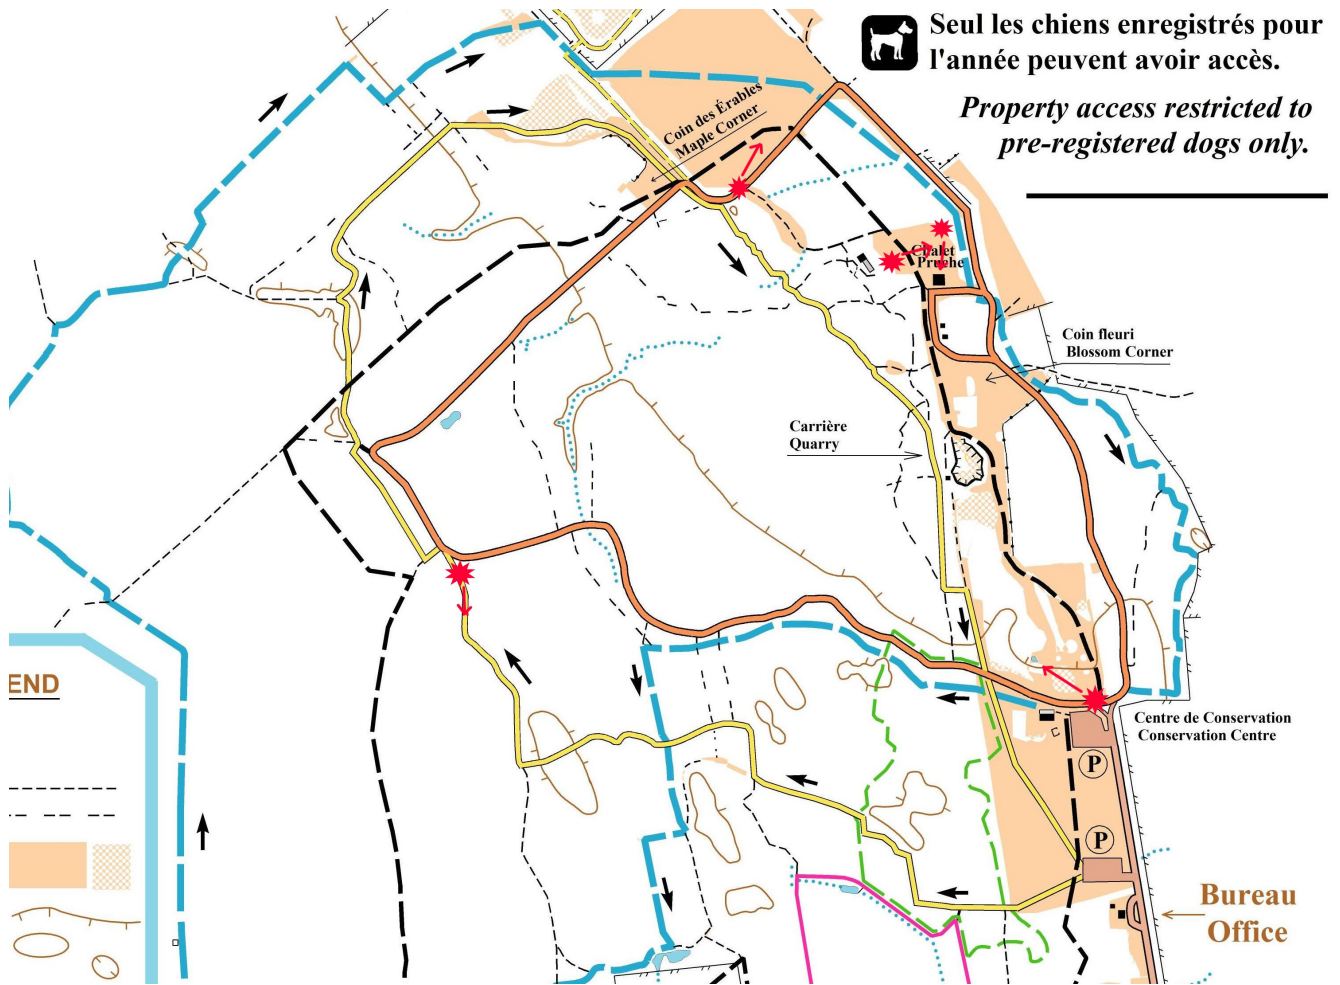 Seul les chiens enregistrés pour
l'année peuvent avoir accès.
Property access restricted to
pre-registered dogs only.
Coin des Érables
Maple Corner
Chalet
Pruche
Coin fleuri
Blossom Corner
Carrière
Quarry
END
Centre de Conservation
Conservation Centre
P
P
Bureau
Office